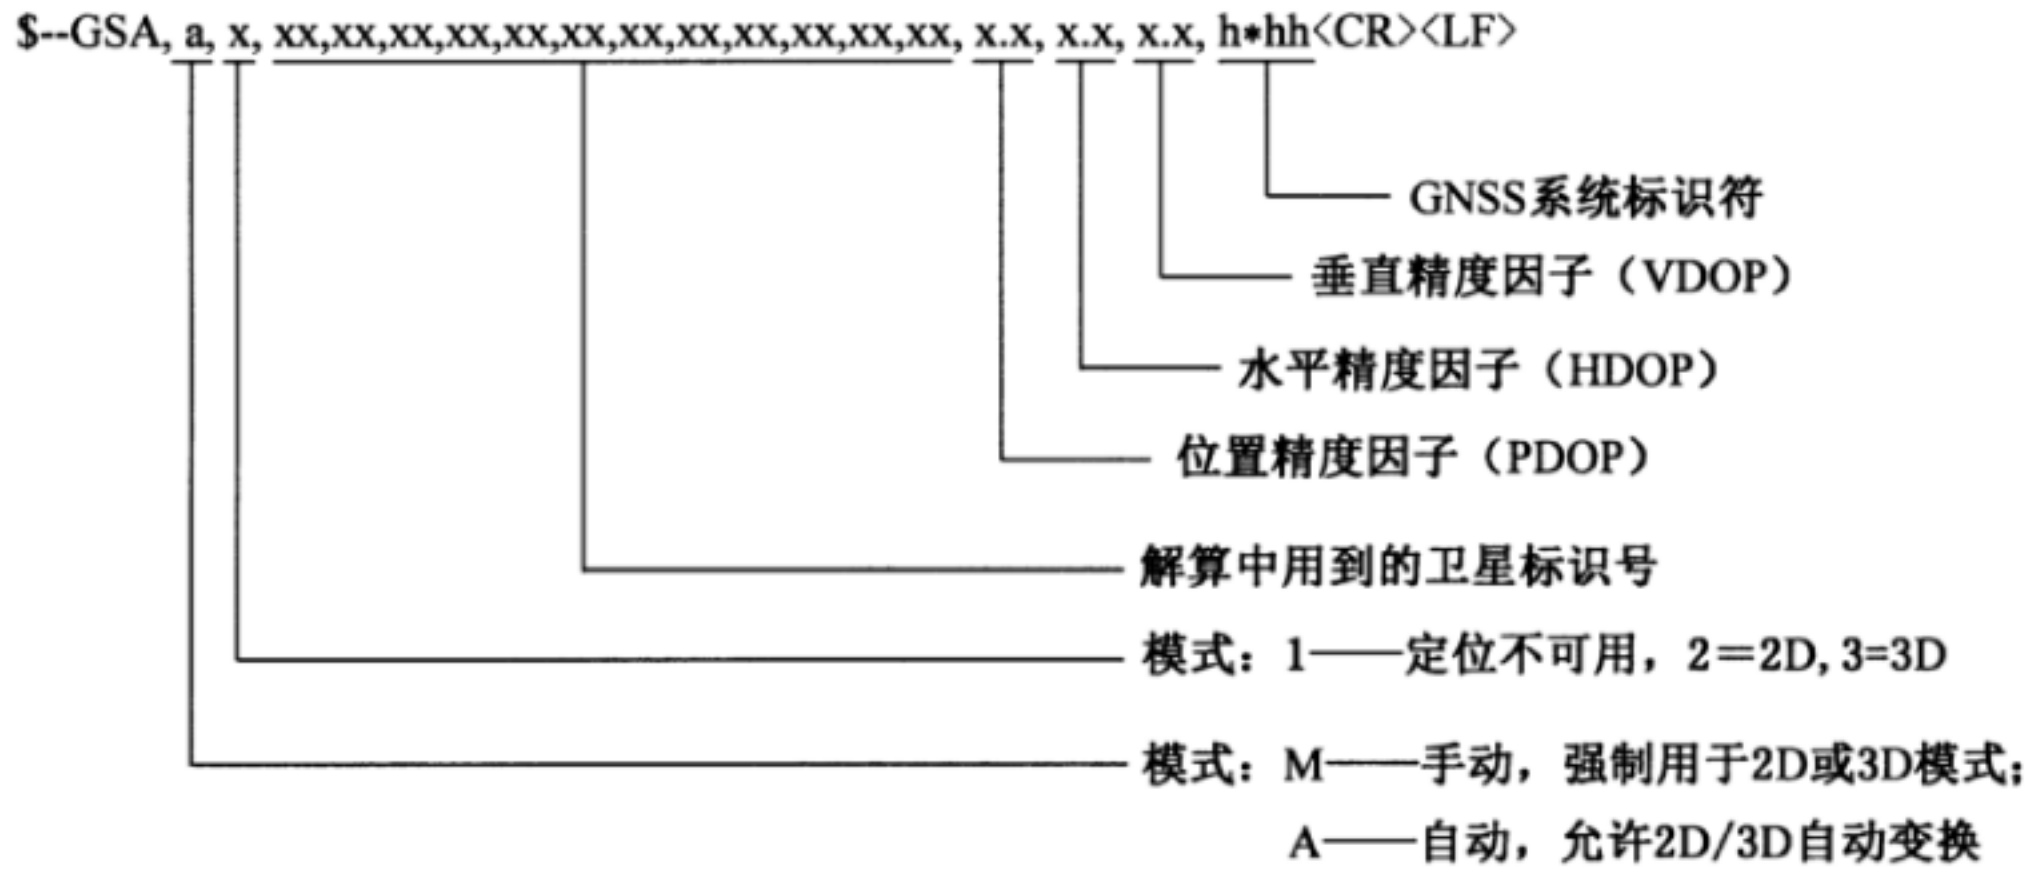 $--GSA, a, x, xx,xx,xx,xx,xx,xx,xx,xx,xx,xx,xx,xx, x.x, x.x, x.x, h*hh<CR><LF>
GNSS系统标识符
垂直精度因子（VDOP）
水平精度因子（HDOP）
位置精度因子（PDOP）
解算中用到的卫星标识号
模式：1——定位不可用，2＝2D, 3=3D
模式：M——手动，强制用于2D或3D模式；
A——自动，允许2D/3D自动变换